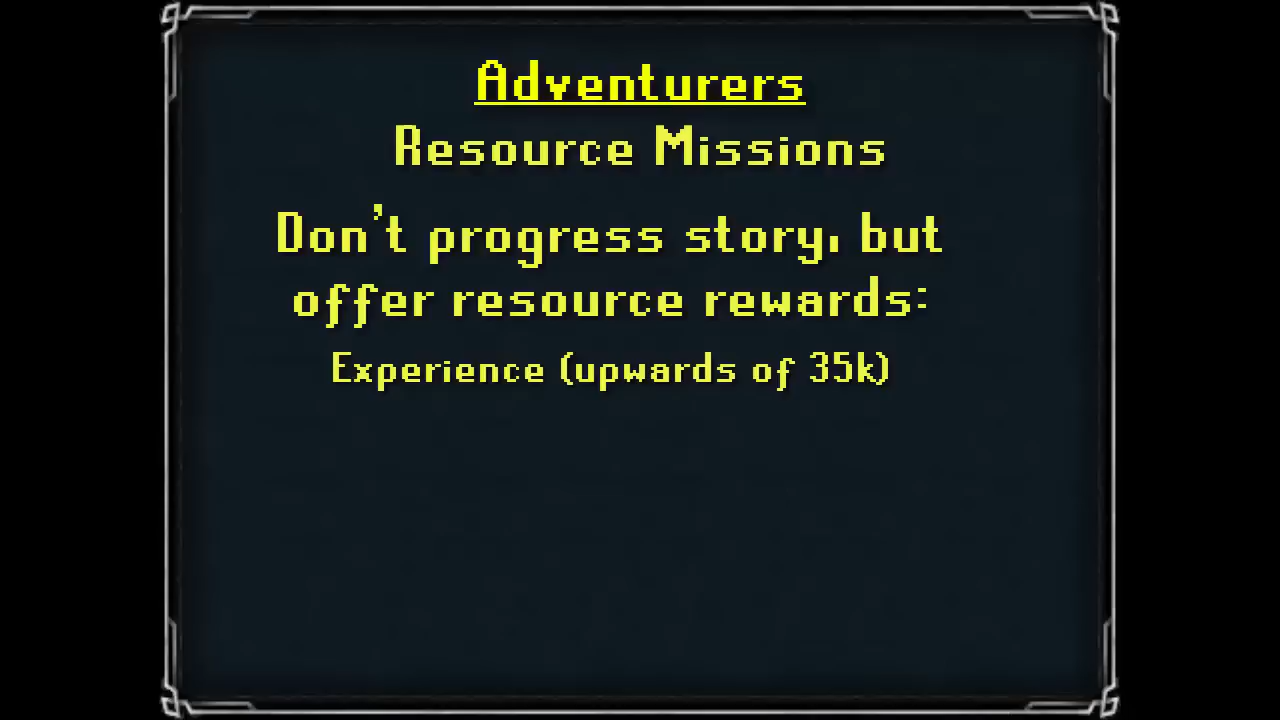 Adventurers
Resource Missions
Don't progress story, but
offer resource rewards:
Experience (upwards of 35k)